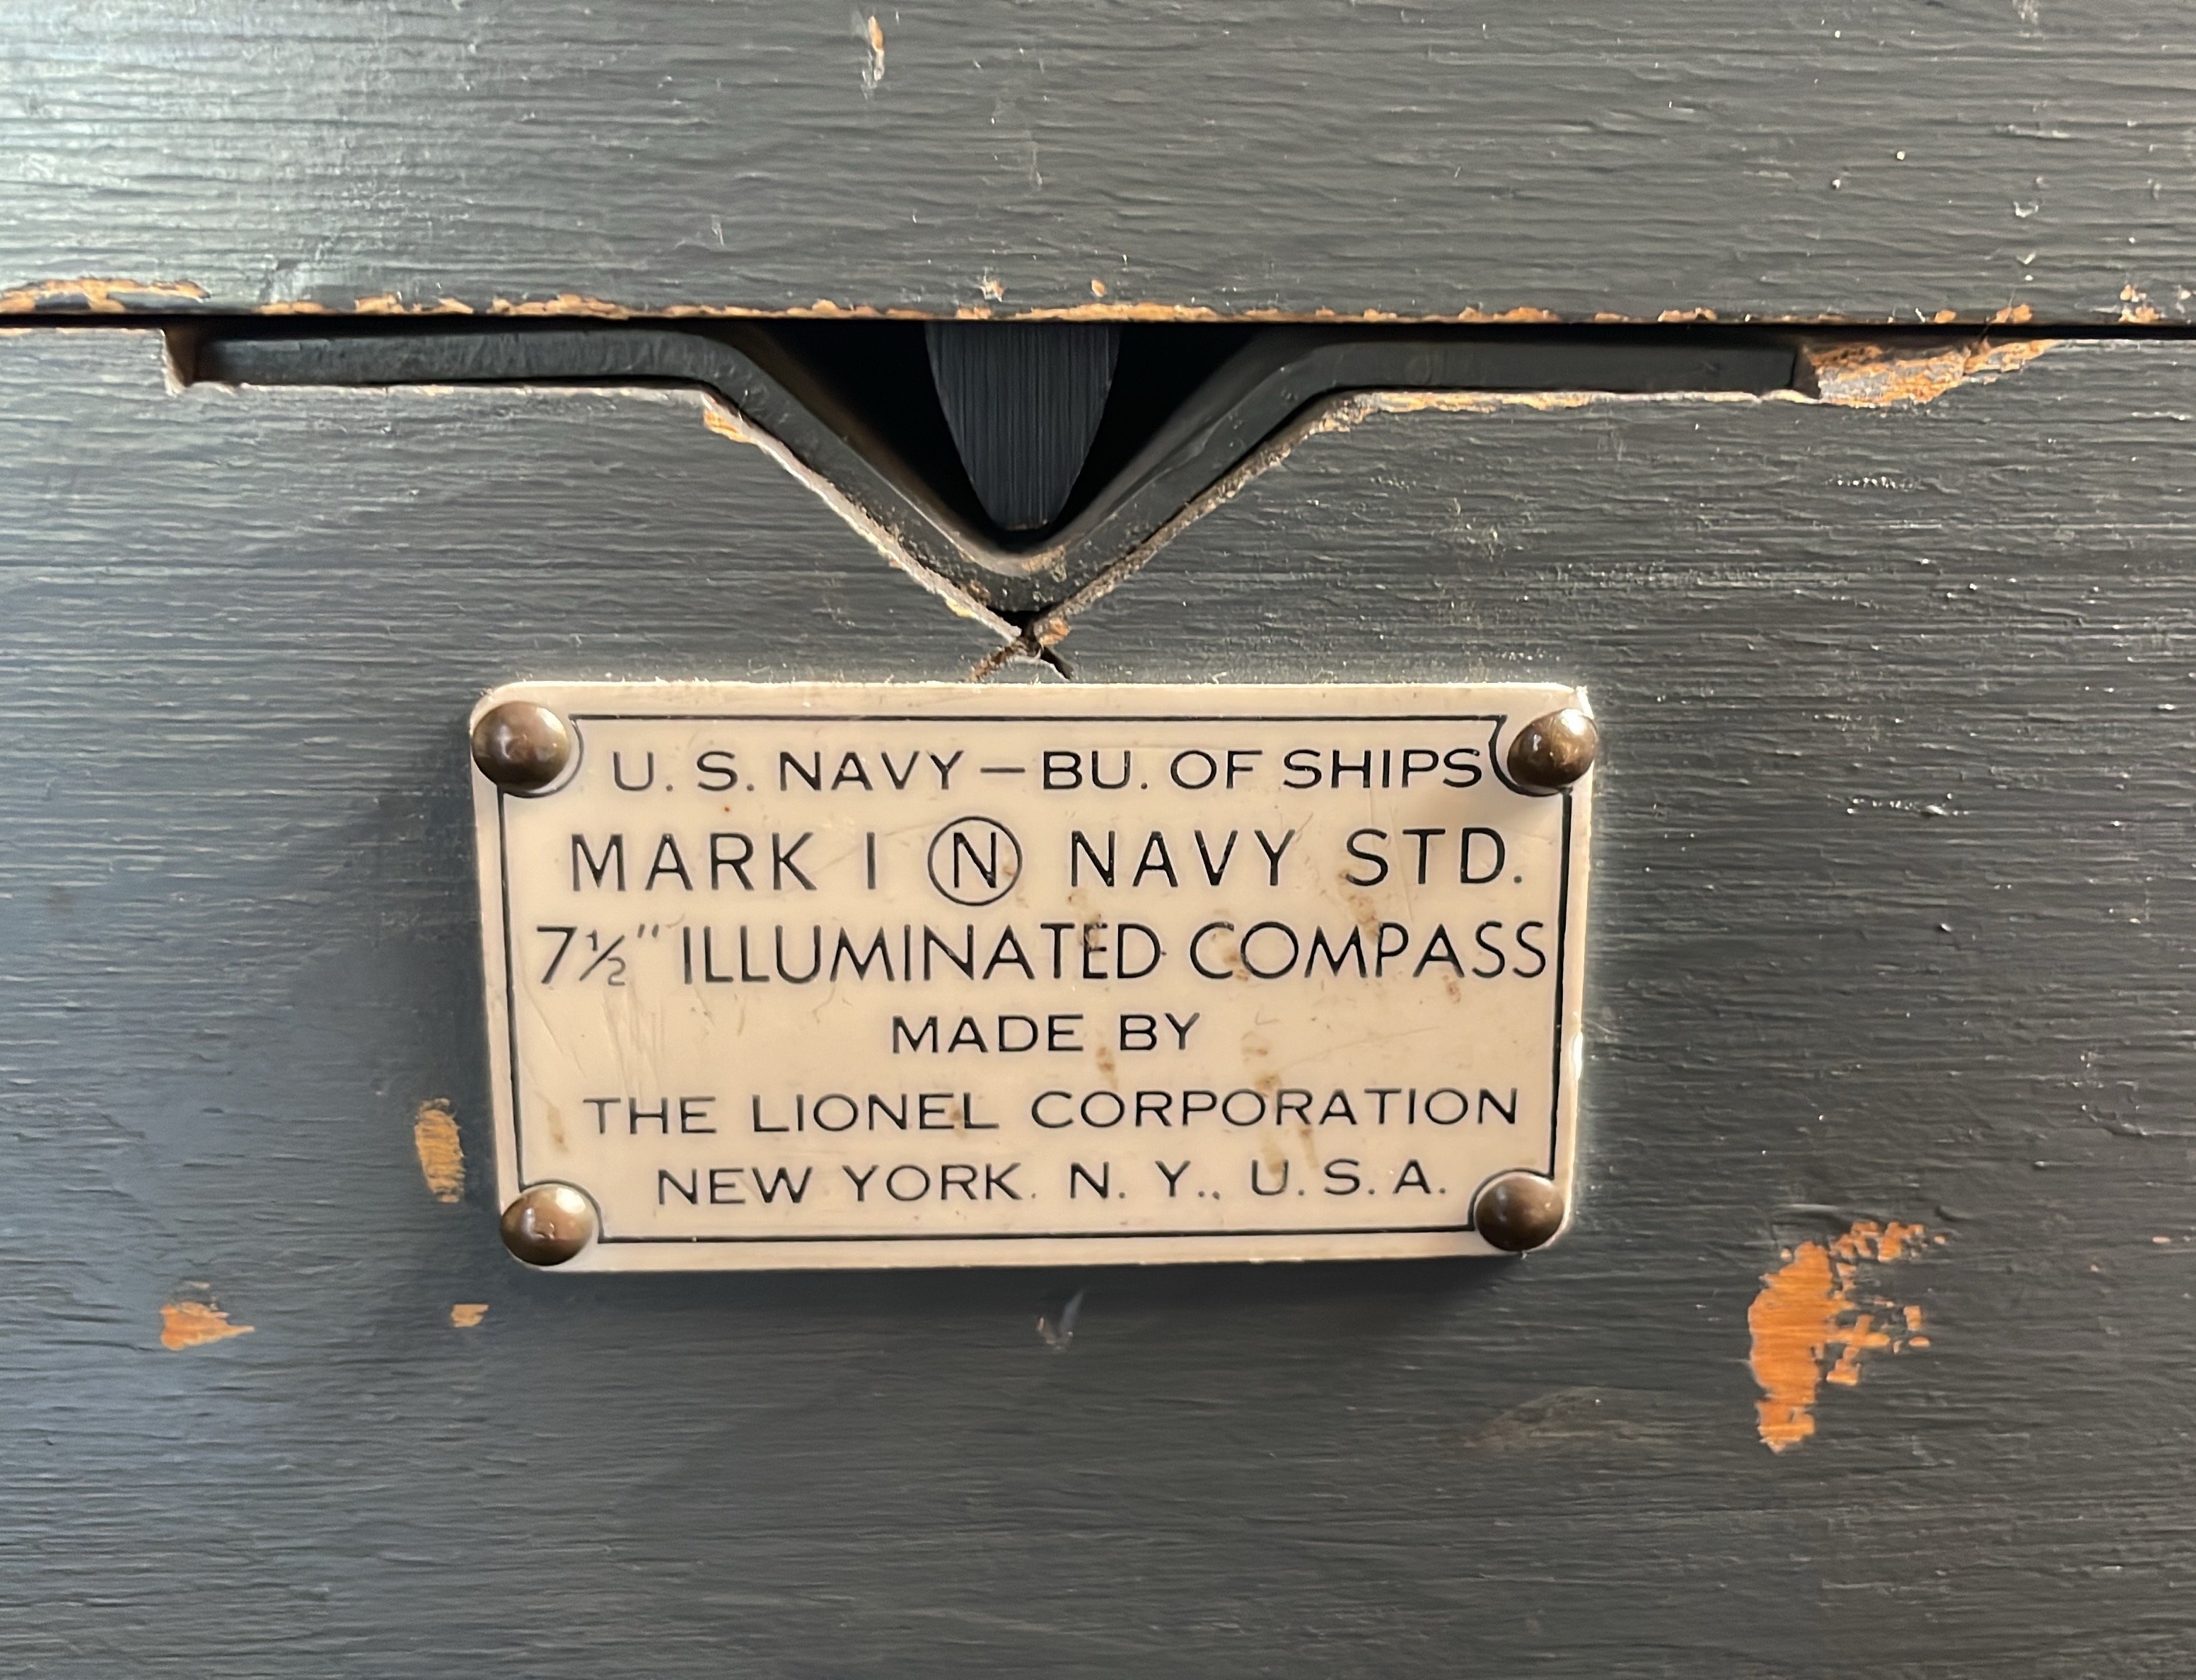 U. S. NAVY — BU. OF SHIPS
MARK I Ⓝ NAVY STD.
7½" ILLUMINATED COMPASS
MADE BY
THE LIONEL CORPORATION
NEW YORK. N. Y., U. S. A.